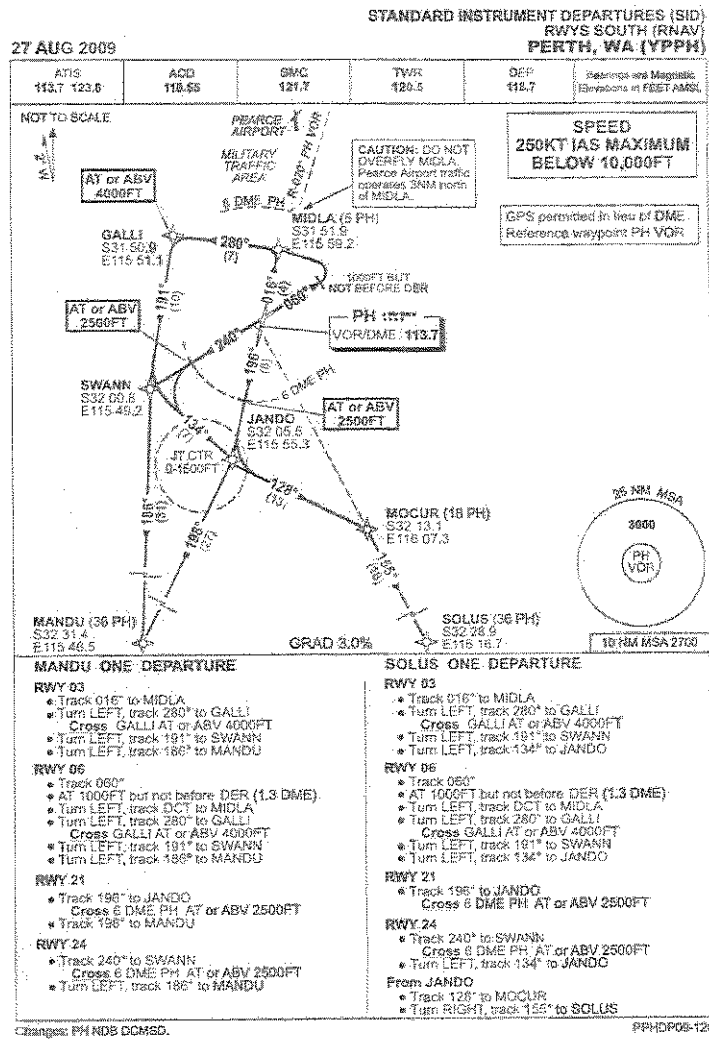 STANDARD INSTRUMENT DEPARTURES (SID)
RWYS SOUTH (RNAV)
27 AUG 2009
PERTH, WA (YPPH)
ATIS
113.7 123.8
ACD
118.55
SMC
121.7
TWR
120.5
DEP
118.7
Bearings are Magnetic
Elevations in FEET AMSL
NOT TO SCALE
PEARCE
AIRPORT
MILITARY
TRAFFIC
AREA
R-020° PH VOR
5 DME PH
CAUTION: DO NOT
OVERFLY MIDLA.
Pearce Airport traffic
operates 3NM north
of MIDLA.
SPEED
250KT IAS MAXIMUM
BELOW 10,000FT
GPS permitted in lieu of DME
Reference waypoint PH VOR
AT or ABV
4000FT
GALLI
S31 50.9
E115 51.1
MIDLA (5 PH)
S31 51.9
E115 59.2
280°
(7)
1000FT BUT
NOT BEFORE DER
016°
060°
191°
(10)
AT or ABV
2500FT
PH
VOR/DME 113.7
240°
196°
6 DME PH
SWANN
S32 00.8
E115 49.2
AT or ABV
2500FT
JANDO
S32 05.5
E115 55.3
134°
(7)
JT CTR
0-1500FT
128°
(13)
MOCUR (18 PH)
S32 13.1
E116 07.3
186°
(31)
198°
(27)
155°
(18)
25 NM MSA
3000
PH
VOR
10 NM MSA 2700
MANDU (36 PH)
S32 31.4
E115 46.5
GRAD 3.0%
SOLUS (36 PH)
S32 28.9
E116 16.7
MANDU ONE DEPARTURE
RWY 03
• Track 016° to MIDLA
• Turn LEFT, track 280° to GALLI
Cross GALLI AT or ABV 4000FT
• Turn LEFT, track 191° to SWANN
• Turn LEFT, track 186° to MANDU
RWY 06
• Track 060°
• AT 1000FT but not before DER (1.3 DME)
• Turn LEFT, track DCT to MIDLA
• Turn LEFT, track 280° to GALLI
Cross GALLI AT or ABV 4000FT
• Turn LEFT, track 191° to SWANN
• Turn LEFT, track 186° to MANDU
RWY 21
• Track 196° to JANDO
Cross 6 DME PH AT or ABV 2500FT
• Track 198° to MANDU
RWY 24
• Track 240° to SWANN
Cross 6 DME PH AT or ABV 2500FT
• Turn LEFT, track 186° to MANDU
SOLUS ONE DEPARTURE
RWY 03
• Track 016° to MIDLA
• Turn LEFT, track 280° to GALLI
Cross GALLI AT or ABV 4000FT
• Turn LEFT, track 191° to SWANN
• Turn LEFT, track 134° to JANDO
RWY 06
• Track 060°
• AT 1000FT but not before DER (1.3 DME)
• Turn LEFT, track DCT to MIDLA
• Turn LEFT, track 280° to GALLI
Cross GALLI AT or ABV 4000FT
• Turn LEFT, track 191° to SWANN
• Turn LEFT, track 134° to JANDO
RWY 21
• Track 196° to JANDO
Cross 6 DME PH AT or ABV 2500FT
RWY 24
• Track 240° to SWANN
Cross 6 DME PH AT or ABV 2500FT
• Turn LEFT, track 134° to JANDO
From JANDO
• Track 128° to MOCUR
• Turn RIGHT, track 155° to SOLUS
Changes: PH NDB DCMSD.